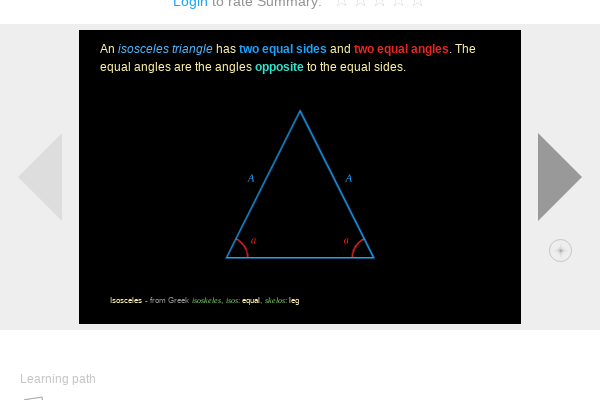 Login to rate Summary:
An isosceles triangle has two equal sides and two equal angles. The
equal angles are the angles opposite to the equal sides.
A A
a a
Isosceles - from Greek isoskeles, isos: equal, skelos: leg
Learning path